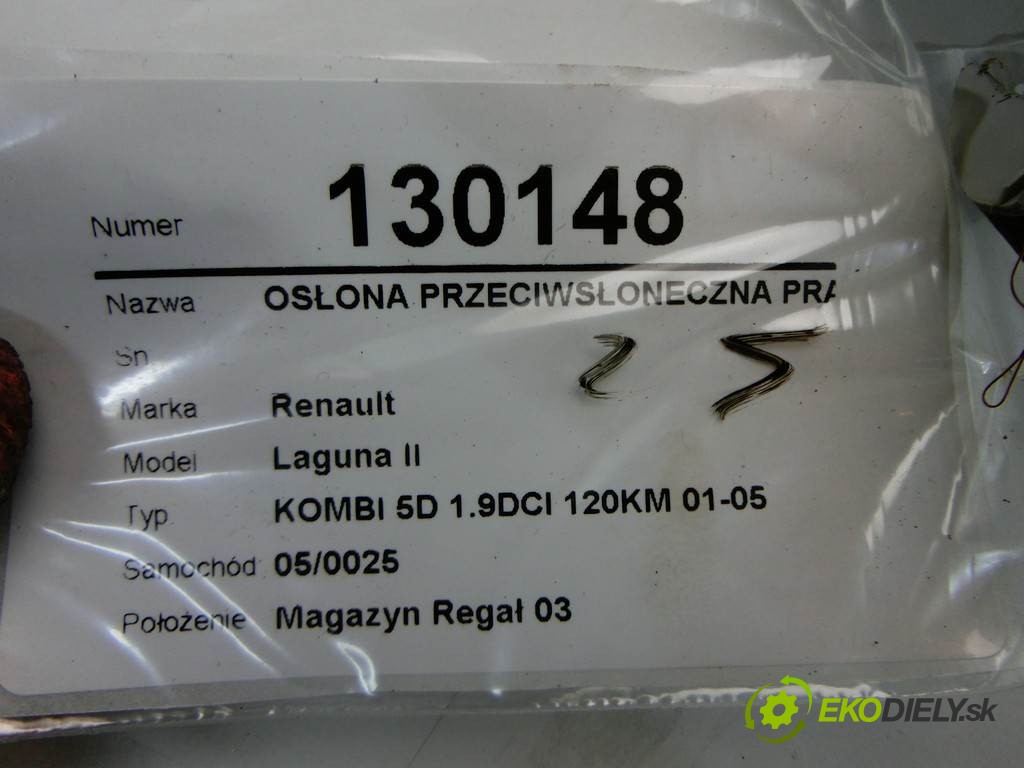 Numer 130148
Nazwa OSŁONA PRZECIWSŁONECZNA PRA
Sn
25
Marka Renault
Model Laguna II
Typ KOMBI 5D 1.9DCI 120KM 01-05
Samochód 05/0025
Położenie Magazyn Regał 03
EKODIELY.sk